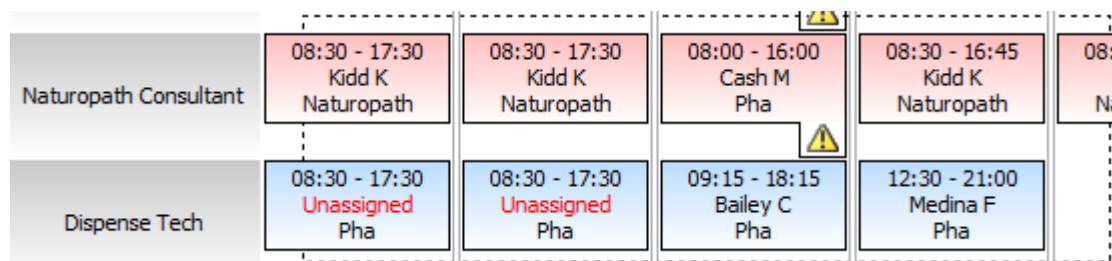 Naturopath Consultant
08:30 - 17:30
Kidd K
Naturopath
08:30 - 17:30
Kidd K
Naturopath
08:00 - 16:00
Cash M
Pha
08:30 - 16:45
Kidd K
Naturopath
Dispense Tech
08:30 - 17:30
Unassigned
Pha
08:30 - 17:30
Unassigned
Pha
09:15 - 18:15
Bailey C
Pha
12:30 - 21:00
Medina F
Pha